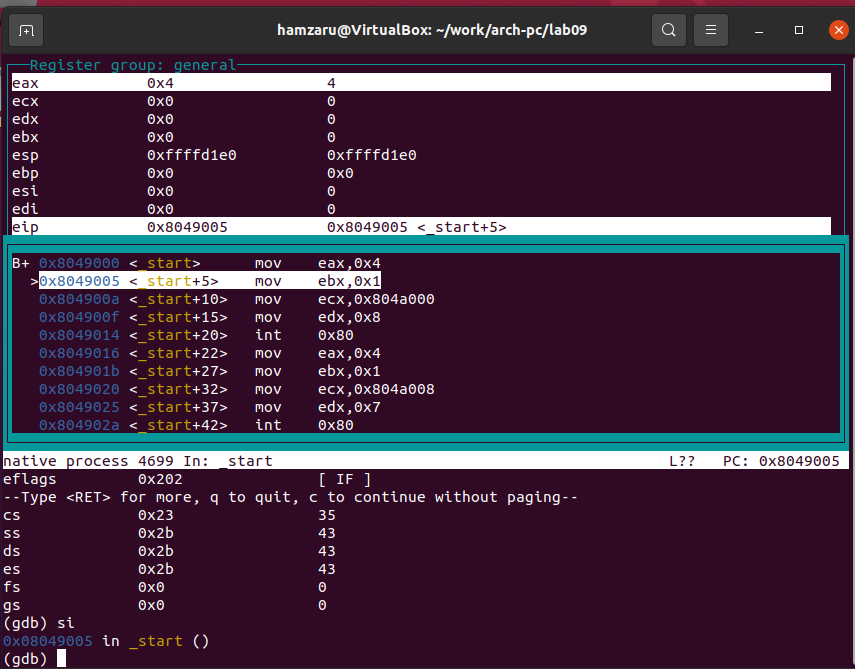 hamzaru@VirtualBox: ~/work/arch-pc/lab09
Register group: general
eax            0x4                 4
ecx            0x0                 0
edx            0x0                 0
ebx            0x0                 0
esp            0xffffd1e0          0xffffd1e0
ebp            0x0                 0x0
esi            0x0                 0
edi            0x0                 0
eip            0x8049005           0x8049005 <_start+5>
B+ 0x8049000 <_start>      mov    eax,0x4
  >0x8049005 <_start+5>    mov    ebx,0x1
   0x804900a <_start+10>   mov    ecx,0x804a000
   0x804900f <_start+15>   mov    edx,0x8
   0x8049014 <_start+20>   int    0x80
   0x8049016 <_start+22>   mov    eax,0x4
   0x804901b <_start+27>   mov    ebx,0x1
   0x8049020 <_start+32>   mov    ecx,0x804a008
   0x8049025 <_start+37>   mov    edx,0x7
   0x804902a <_start+42>   int    0x80
native process 4699 In: _start                                            L??   PC: 0x8049005
eflags         0x202               [ IF ]
--Type <RET> for more, q to quit, c to continue without paging--
cs             0x23                35
ss             0x2b                43
ds             0x2b                43
es             0x2b                43
fs             0x0                 0
gs             0x0                 0
(gdb) si
0x08049005 in _start ()
(gdb)